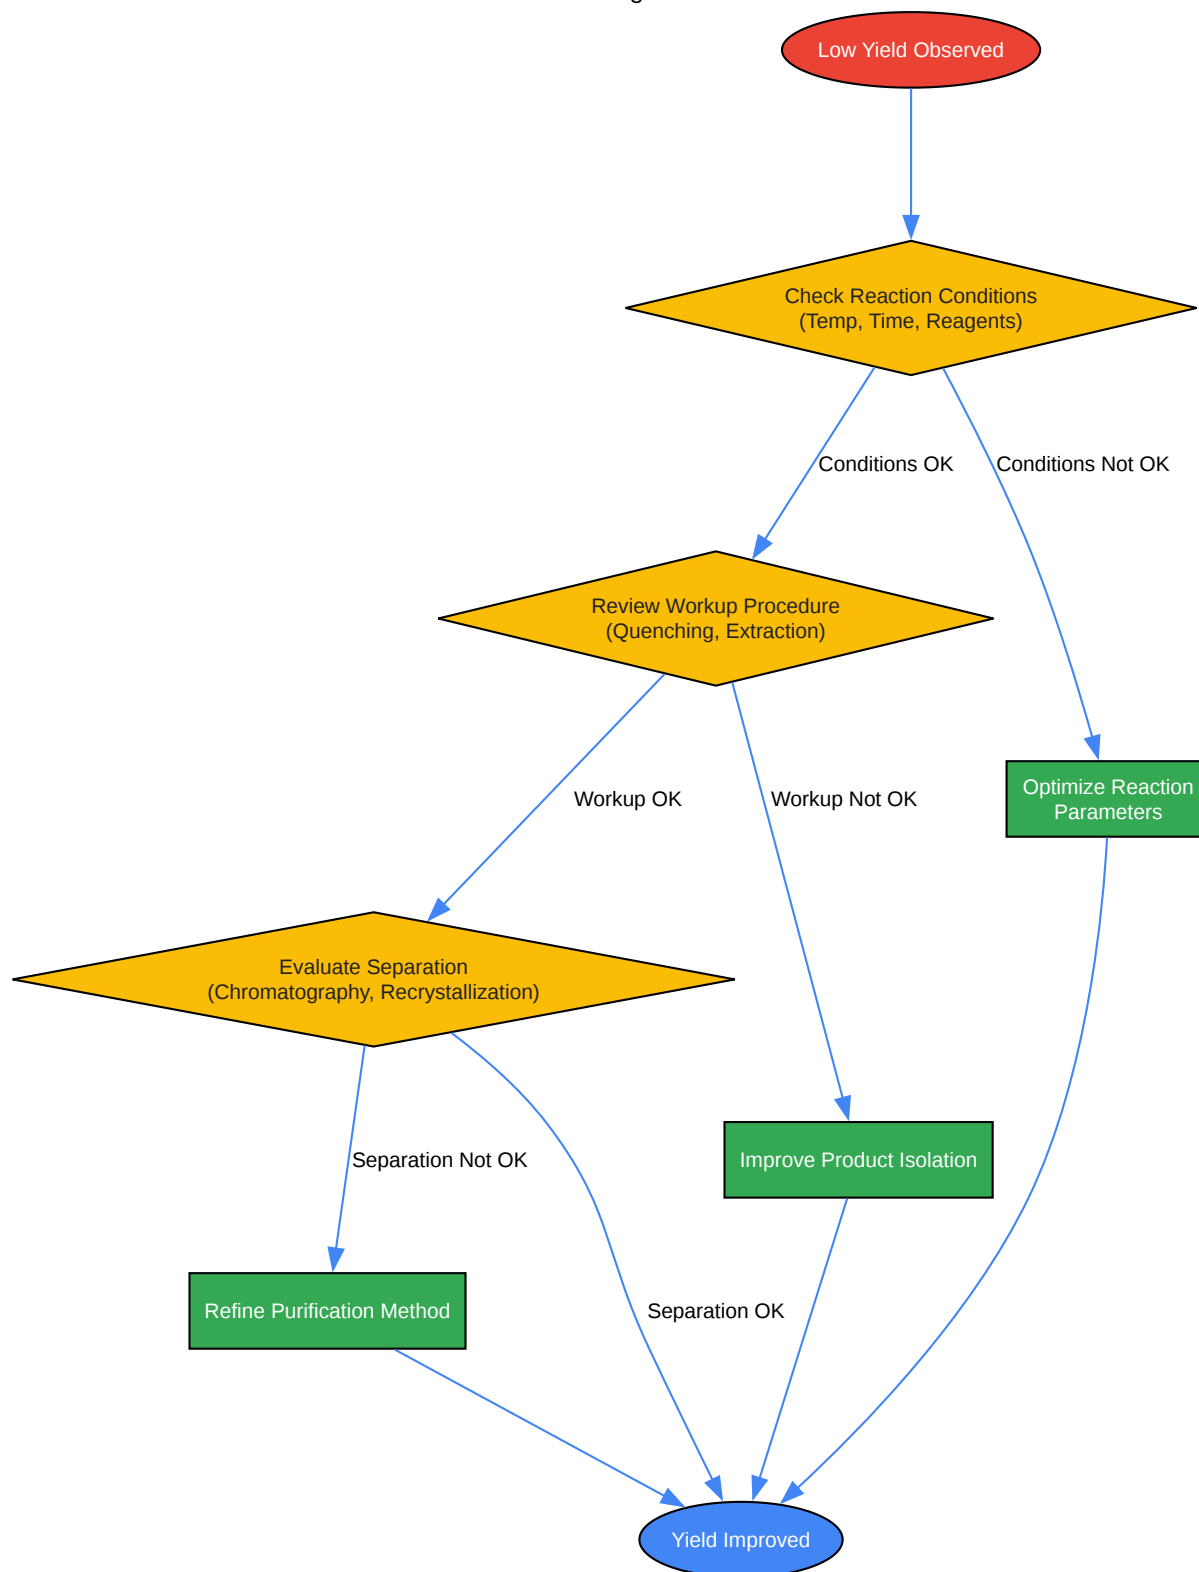 Low Yield Observed
Check Reaction Conditions
(Temp, Time, Reagents)
Conditions OK
Conditions Not OK
Review Workup Procedure
(Quenching, Extraction)
Optimize Reaction
Parameters
Workup OK
Workup Not OK
Evaluate Separation
(Chromatography, Recrystallization)
Separation Not OK
Improve Product Isolation
Refine Purification Method
Separation OK
Yield Improved